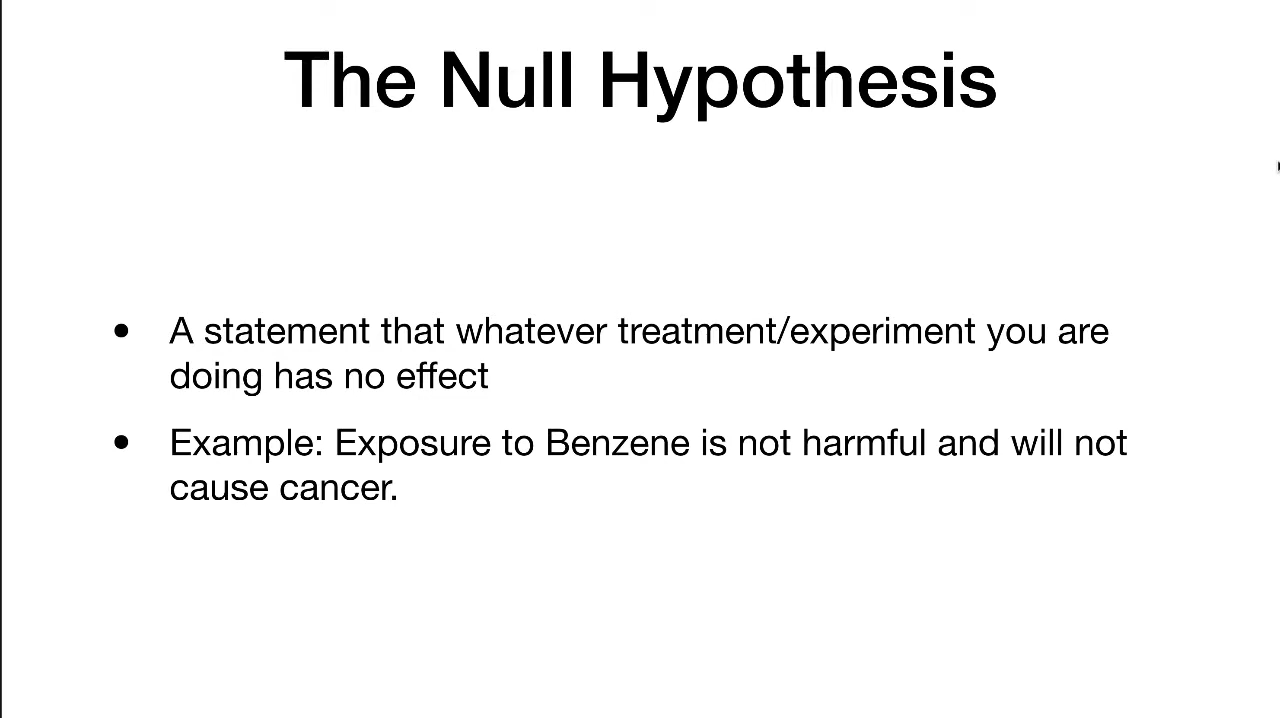 The Null Hypothesis
• A statement that whatever treatment/experiment you are
doing has no effect
• Example: Exposure to Benzene is not harmful and will not
cause cancer.